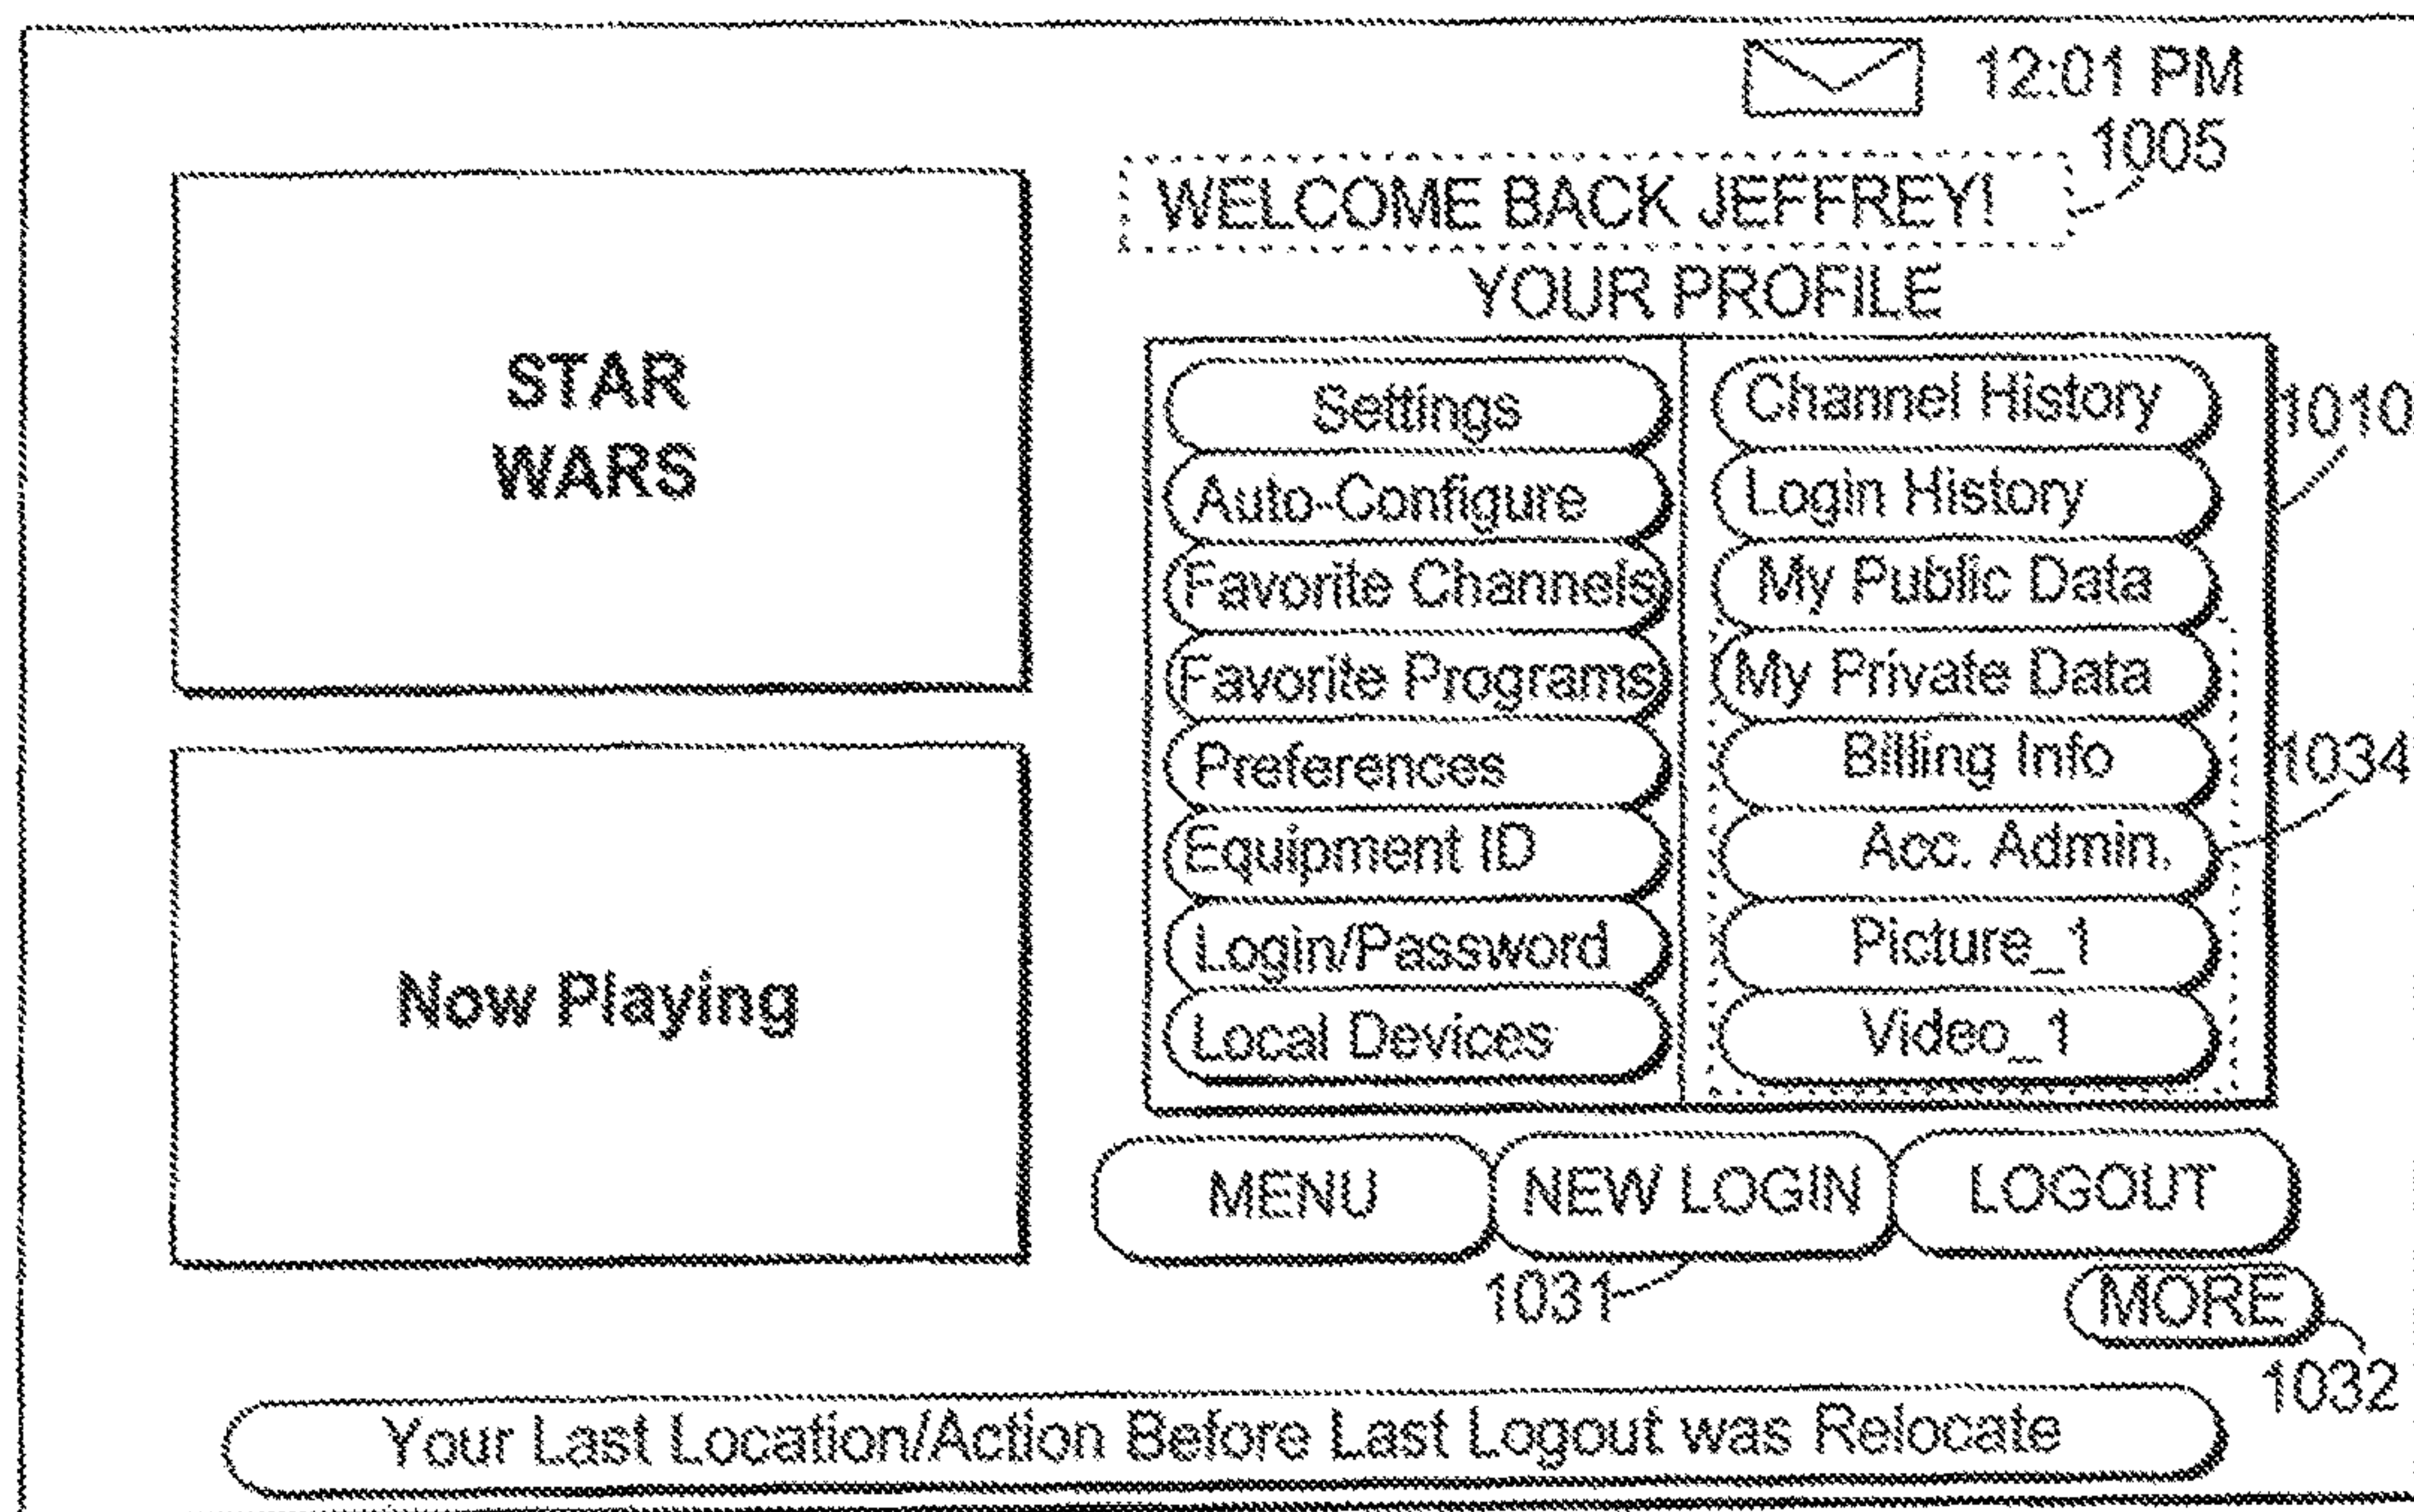 12:01 PM
1005
WELCOME BACK JEFFREY!
YOUR PROFILE
STAR
WARS
Now Playing
Settings
Auto-Configure
Favorite Channels
Favorite Programs
Preferences
Equipment ID
Login/Password
Local Devices
Channel History
Login History
My Public Data
My Private Data
Billing Info
Acc. Admin.
Picture_1
Video_1
1010
1034
MENU
NEW LOGIN
LOGOUT
1031
MORE
1032
Your Last Location/Action Before Last Logout was Relocate